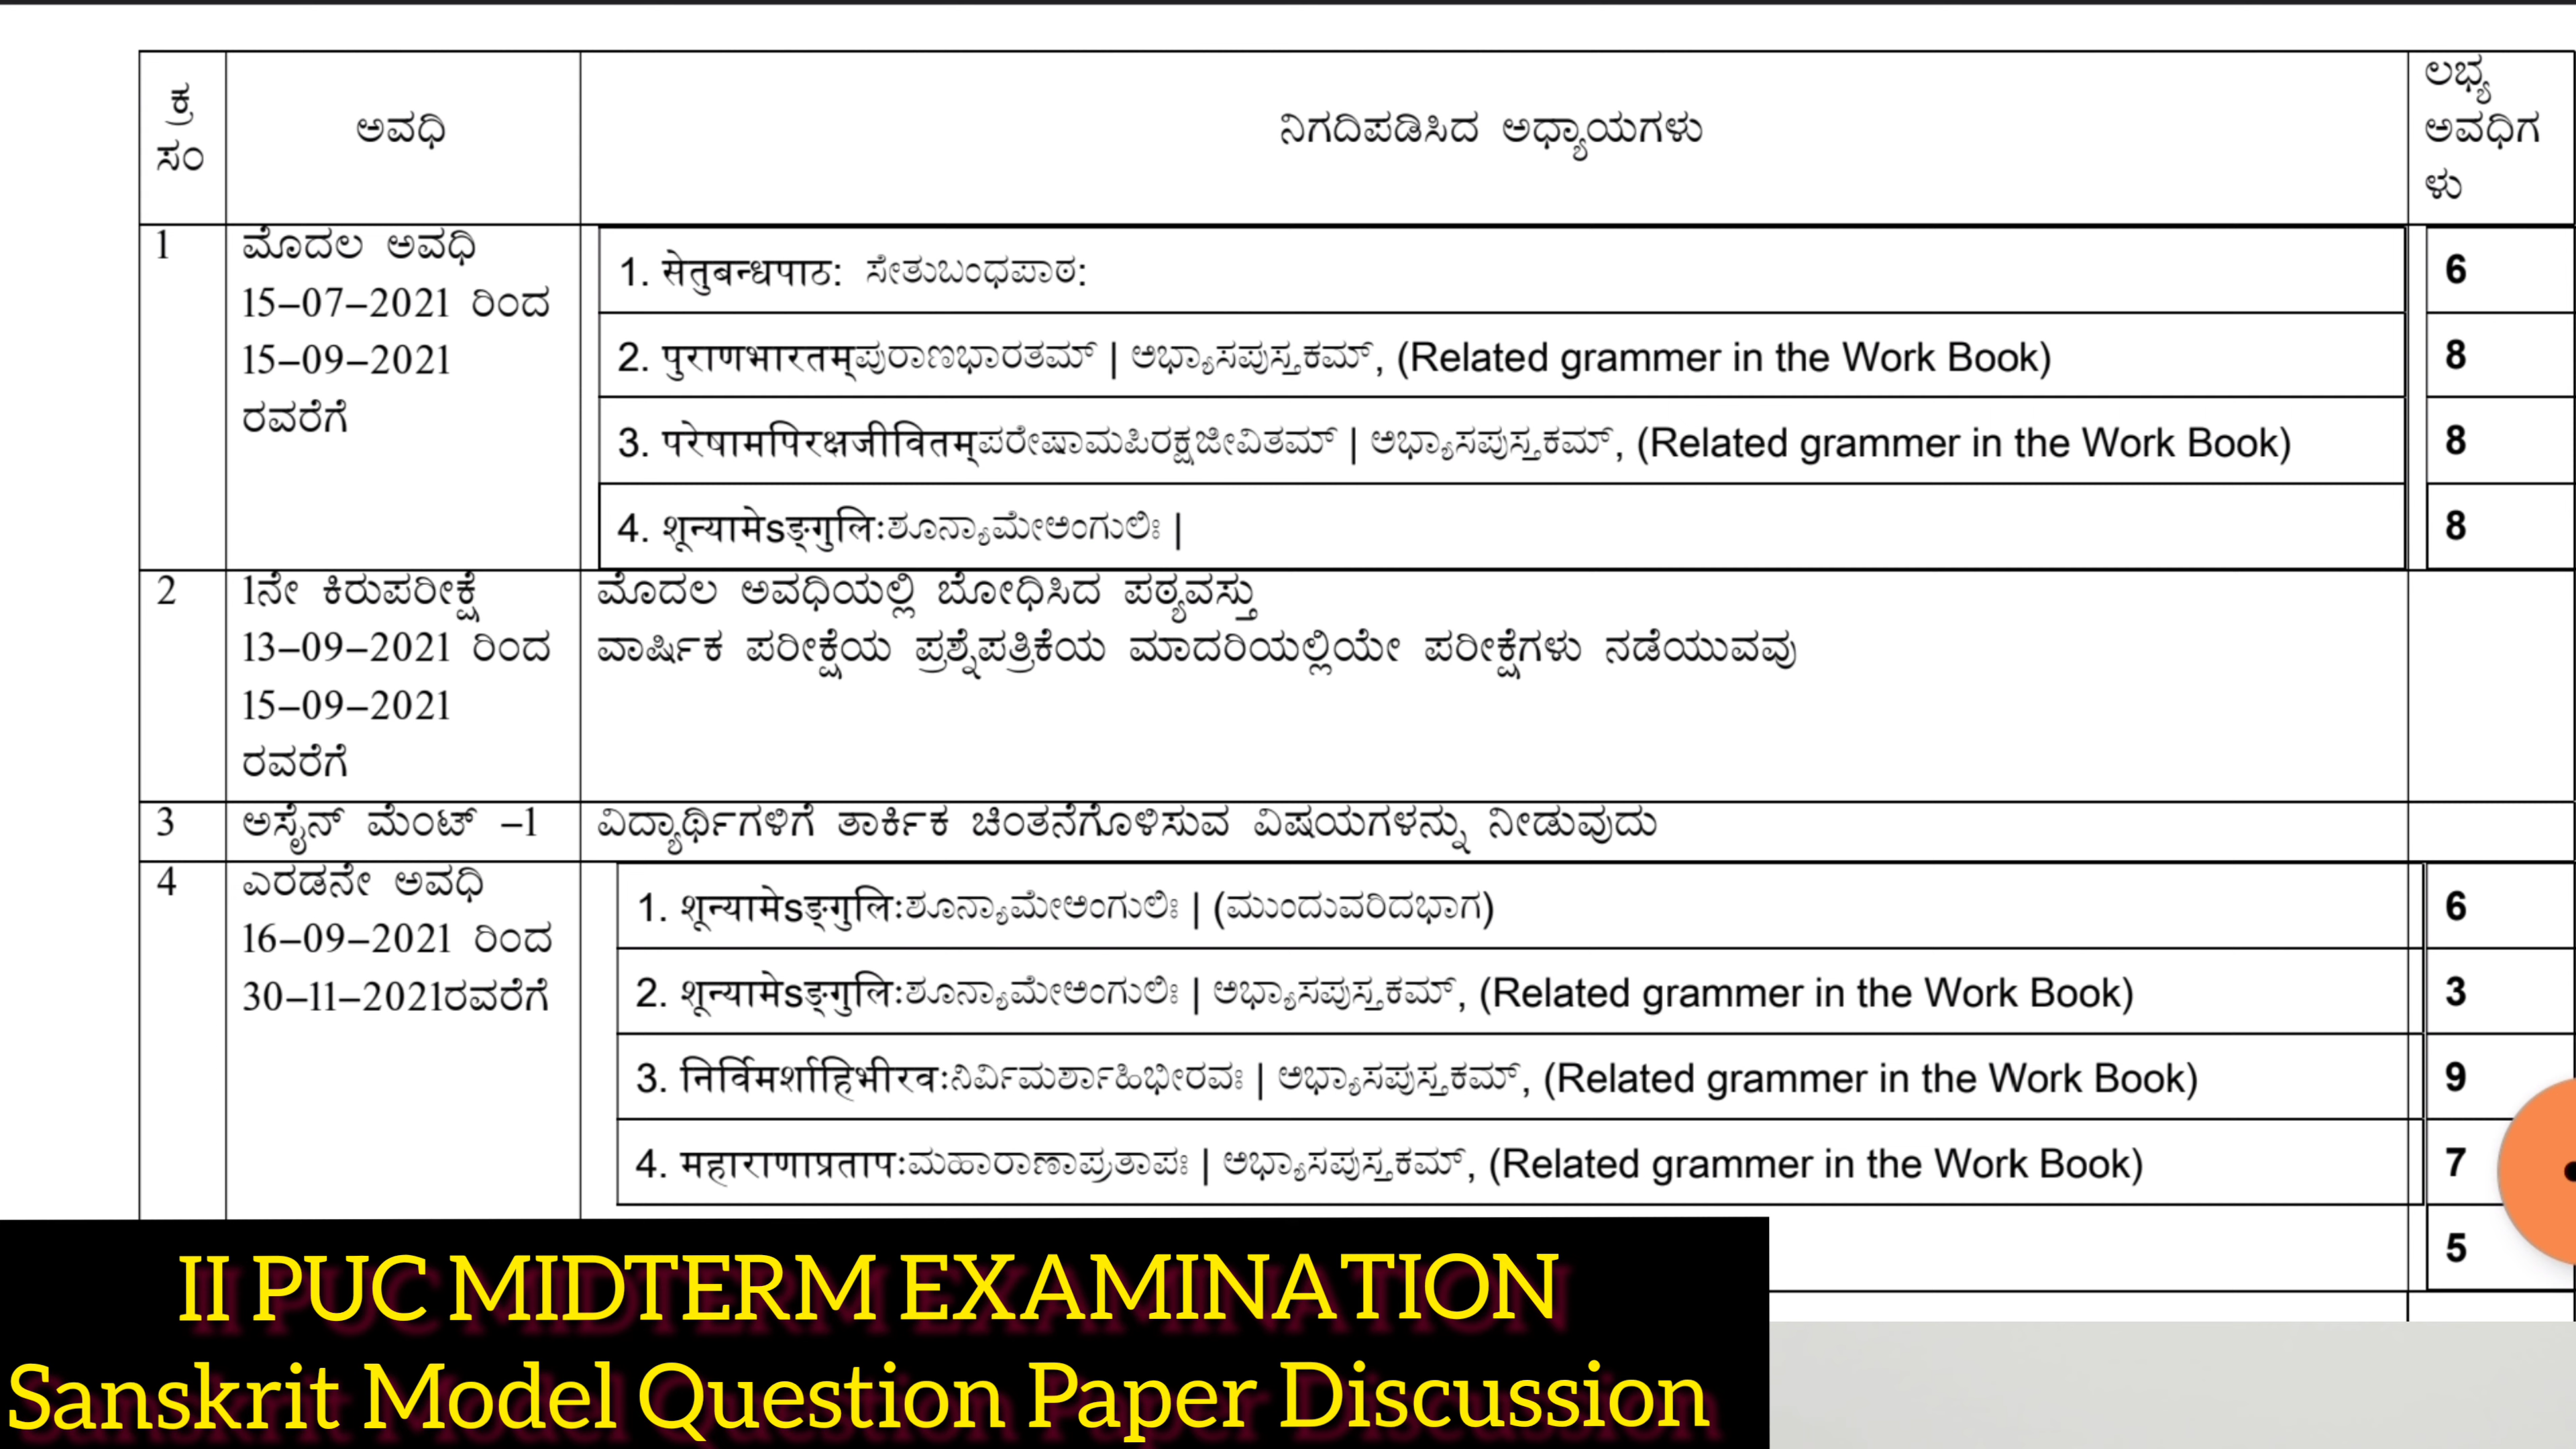 ಕ್ರ
ಸಂ
ಅವಧಿ
ನಿಗದಿಪಡಿಸಿದ ಅಧ್ಯಾಯಗಳು
ಲಭ್ಯ
ಅವಧಿಗ
ಳು
1
ಮೊದಲ ಅವಧಿ
15-07-2021 ರಿಂದ
15-09-2021
ರವರೆಗೆ
1. सेतुबन्धपाठ: ಸೇತುಬಂಧಪಾಠ:
6
2. पुराणभारतम्ಪುರಾಣಭಾರತಮ್ | ಅಭ್ಯಾಸಪುಸ್ತಕಮ್, (Related grammer in the Work Book)
8
3. परेषामपिरक्षजीवितम्ಪರೇಷಾಮಪಿರಕ್ಷಜೀವಿತಮ್ | ಅಭ್ಯಾಸಪುಸ್ತಕಮ್, (Related grammer in the Work Book)
8
4. शून्यामेऽङ्गुलिःಶೂನ್ಯಾಮೇಅಂಗುಲಿಃ |
8
2
1ನೇ ಕಿರುಪರೀಕ್ಷೆ
13-09-2021 ರಿಂದ
15-09-2021
ರವರೆಗೆ
ಮೊದಲ ಅವಧಿಯಲ್ಲಿ ಬೋಧಿಸಿದ ಪಠ್ಯವಸ್ತು
ವಾರ್ಷಿಕ ಪರೀಕ್ಷೆಯ ಪ್ರಶ್ನೆಪತ್ರಿಕೆಯ ಮಾದರಿಯಲ್ಲಿಯೇ ಪರೀಕ್ಷೆಗಳು ನಡೆಯುವವು
3
ಅಸೈನ್ ಮೆಂಟ್ -1
ವಿದ್ಯಾರ್ಥಿಗಳಿಗೆ ತಾರ್ಕಿಕ ಚಿಂತನೆಗೊಳಿಸುವ ವಿಷಯಗಳನ್ನು ನೀಡುವುದು
4
ಎರಡನೇ ಅವಧಿ
16-09-2021 ರಿಂದ
30-11-2021ರವರೆಗೆ
1. शून्यामेऽङ्गुलिःಶೂನ್ಯಾಮೇಅಂಗುಲಿಃ | (ಮುಂದುವರಿದಭಾಗ)
6
2. शून्यामेऽङ्गुलिःಶೂನ್ಯಾಮೇಅಂಗುಲಿಃ | ಅಭ್ಯಾಸಪುಸ್ತಕಮ್, (Related grammer in the Work Book)
3
3. निर्विमर्शाहिभीरवःನಿರ್ವಿಮರ್ಶಾಹಿಭೀರವಃ | ಅಭ್ಯಾಸಪುಸ್ತಕಮ್, (Related grammer in the Work Book)
9
4. महाराणाप्रतापःಮಹಾರಾಣಾಪ್ರತಾಪಃ | ಅಭ್ಯಾಸಪುಸ್ತಕಮ್, (Related grammer in the Work Book)
7
5
II PUC MIDTERM EXAMINATION
Sanskrit Model Question Paper Discussion